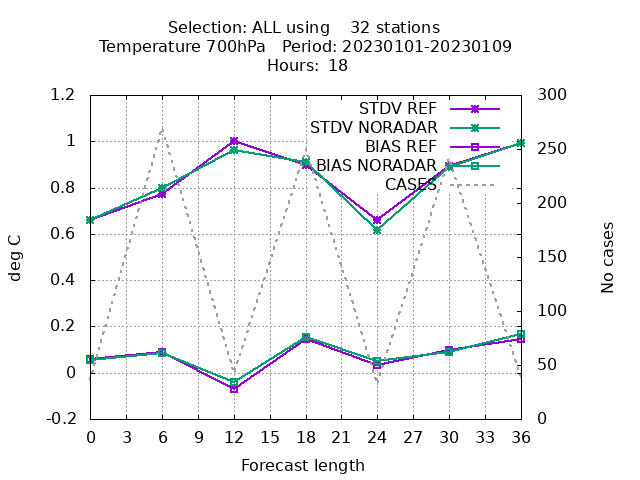 Selection: ALL using    32 stations
Temperature 700hPa   Period: 20230101-20230109
Hours: 18
1.2
1
0.8
0.6
0.4
0.2
0
-0.2
deg C
STDV REF
STDV NORADAR
BIAS REF
BIAS NORADAR
CASES
300
250
200
150
100
50
0
No cases
0 3 6 9 12 15 18 21 24 27 30 33 36
Forecast length